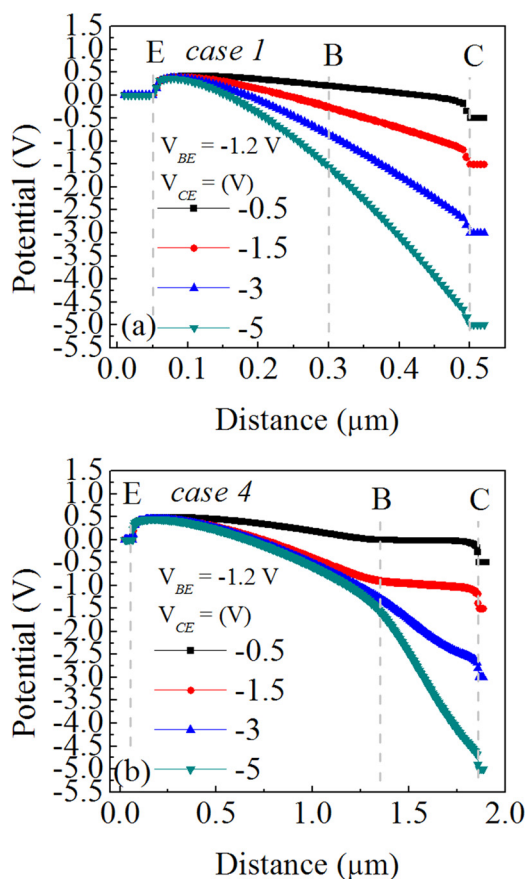 E case 1 B C
1.5
1.0
0.5
0.0
-0.5
-1.0
-1.5
-2.0
-2.5
-3.0
-3.5
-4.0
-4.5
-5.0
-5.5
Potential (V)
V_BE = -1.2 V
V_CE = (V)
-0.5
-1.5
-3
-5
(a)
0.0 0.1 0.2 0.3 0.4 0.5
Distance (µm)
E case 4 B C
1.5
1.0
0.5
0.0
-0.5
-1.0
-1.5
-2.0
-2.5
-3.0
-3.5
-4.0
-4.5
-5.0
-5.5
Potential (V)
V_BE = -1.2 V
V_CE = (V)
-0.5
-1.5
-3
-5
(b)
0.0 0.5 1.0 1.5 2.0
Distance (µm)